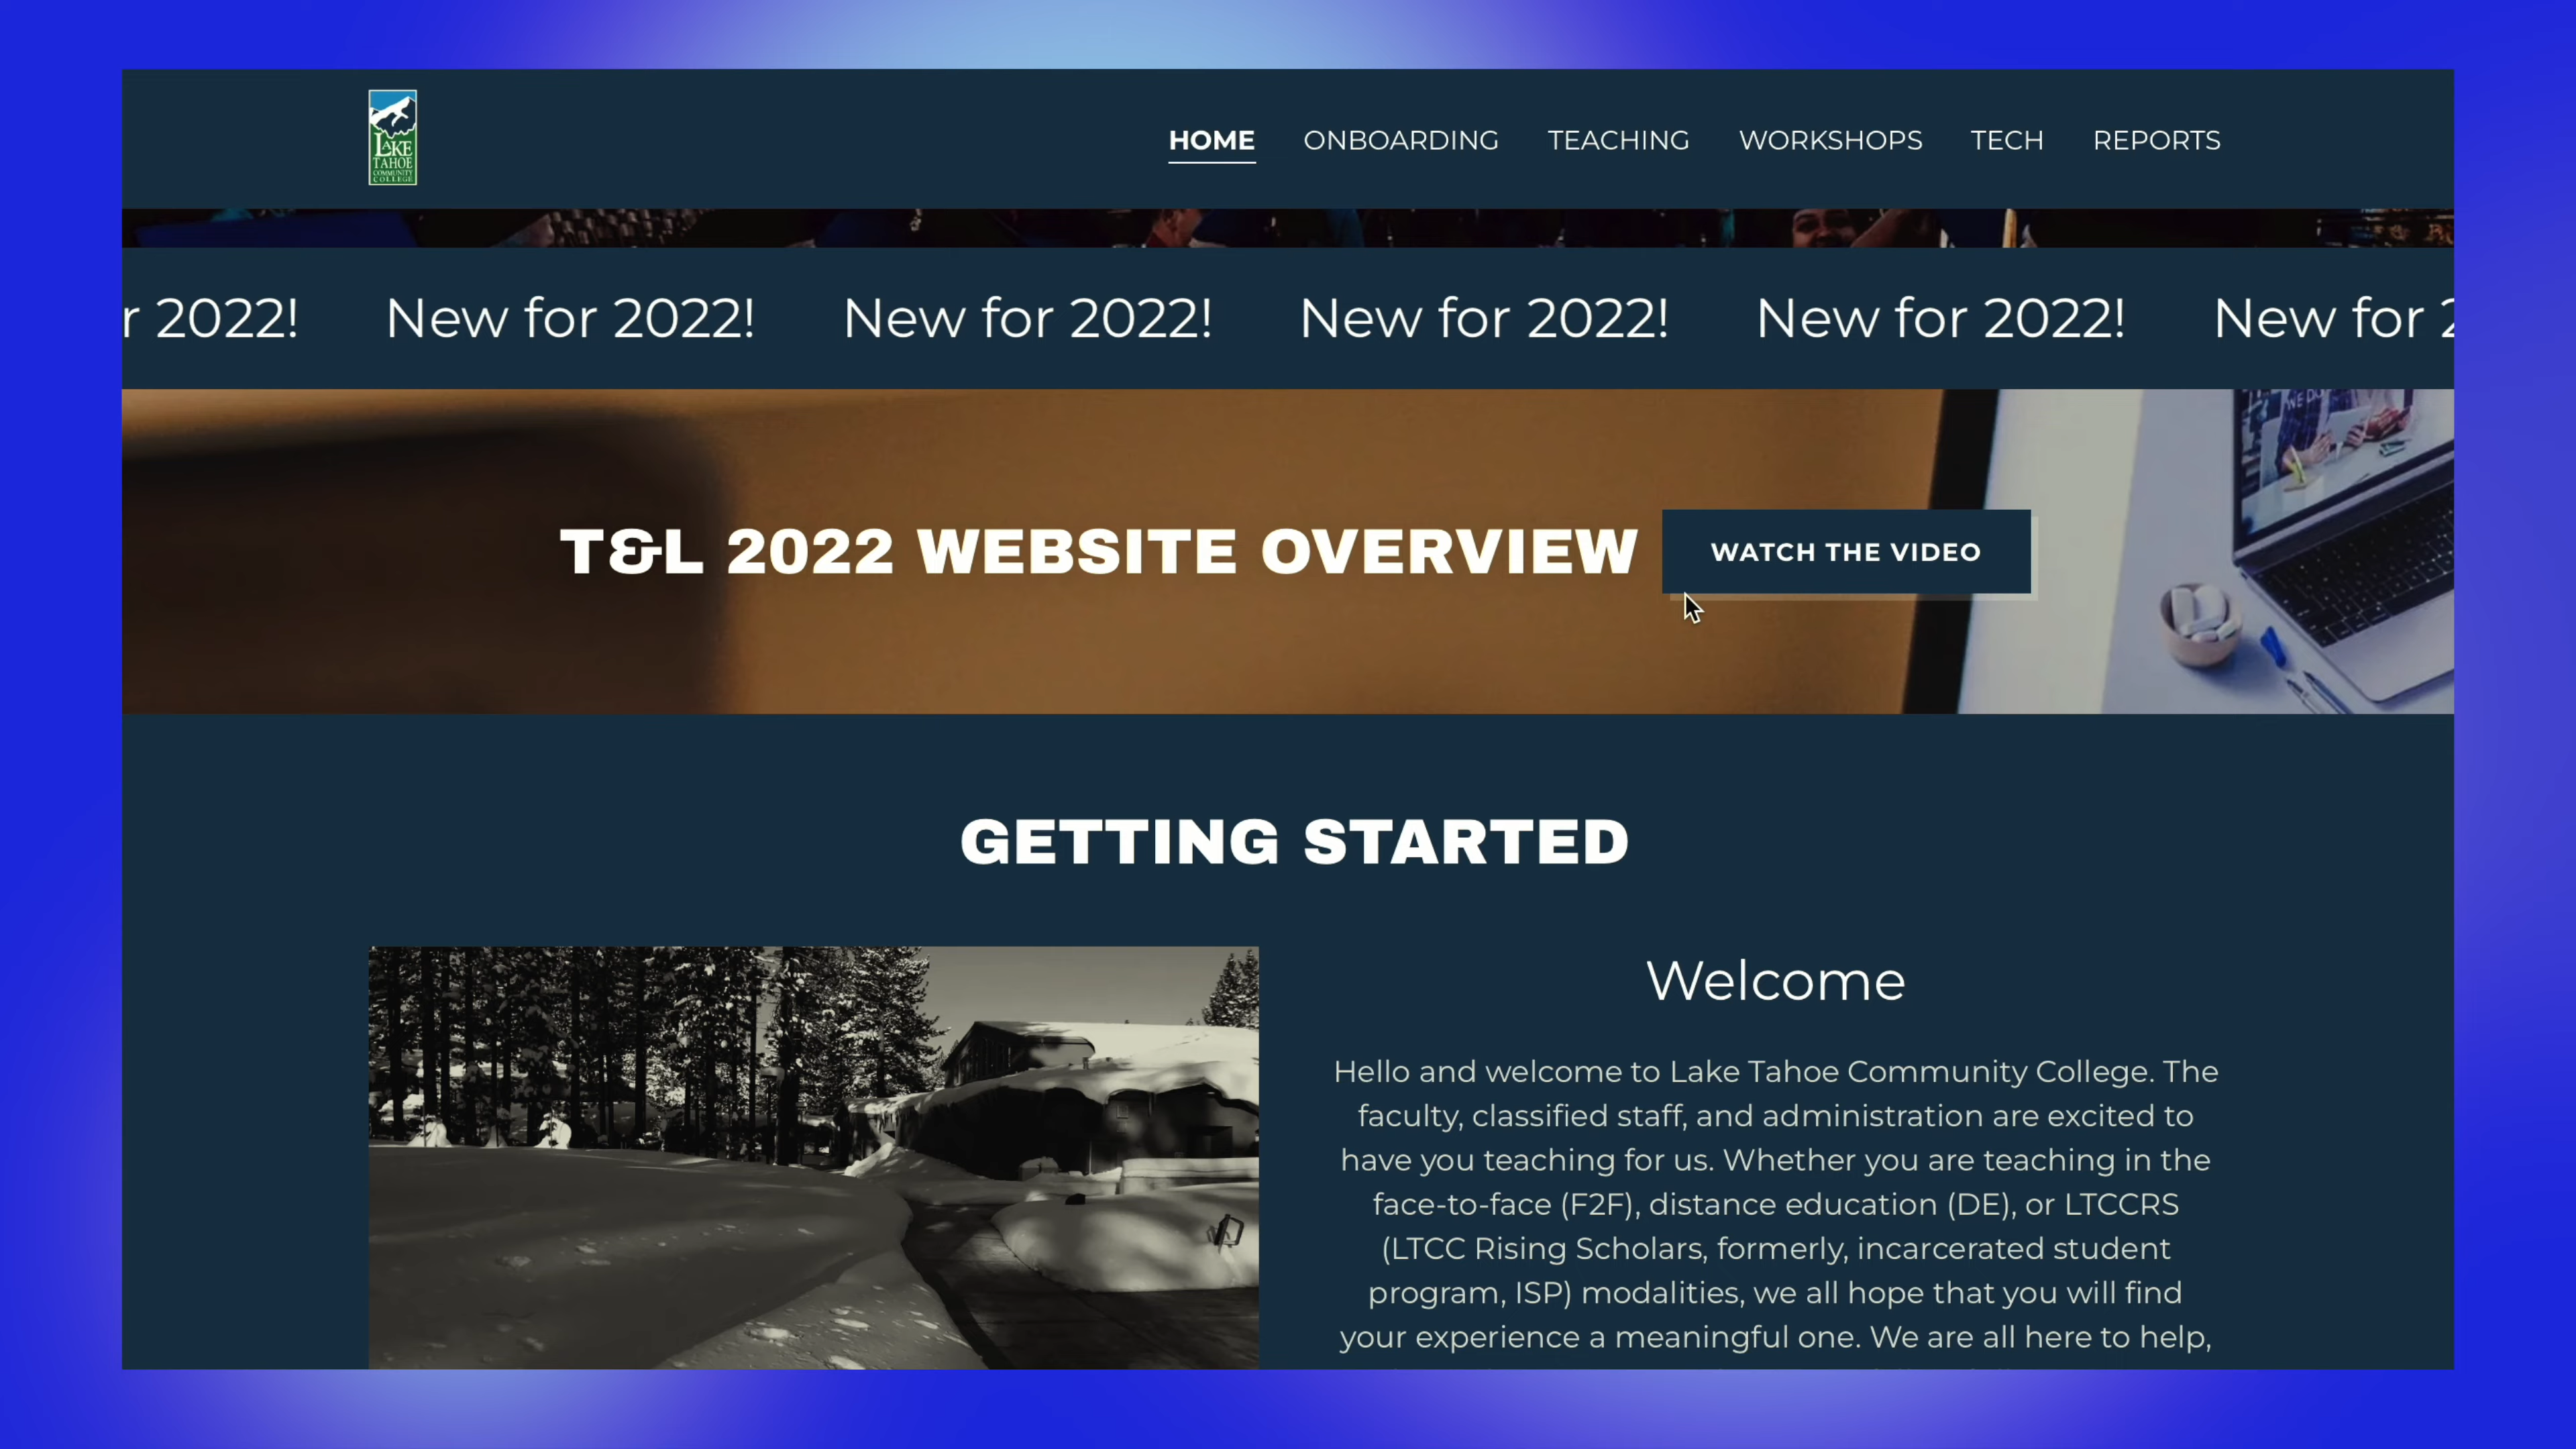 LAKE
TAHOE
COMMUNITY
COLLEGE
HOME ONBOARDING TEACHING WORKSHOPS TECH REPORTS
r 2022! New for 2022! New for 2022! New for 2022! New for 2022! New for 2
WE DO
T&L 2022 WEBSITE OVERVIEW WATCH THE VIDEO
GETTING STARTED
Welcome
Hello and welcome to Lake Tahoe Community College. The
faculty, classified staff, and administration are excited to
have you teaching for us. Whether you are teaching in the
face-to-face (F2F), distance education (DE), or LTCCRS
(LTCC Rising Scholars, formerly, incarcerated student
program, ISP) modalities, we all hope that you will find
your experience a meaningful one. We are all here to help,